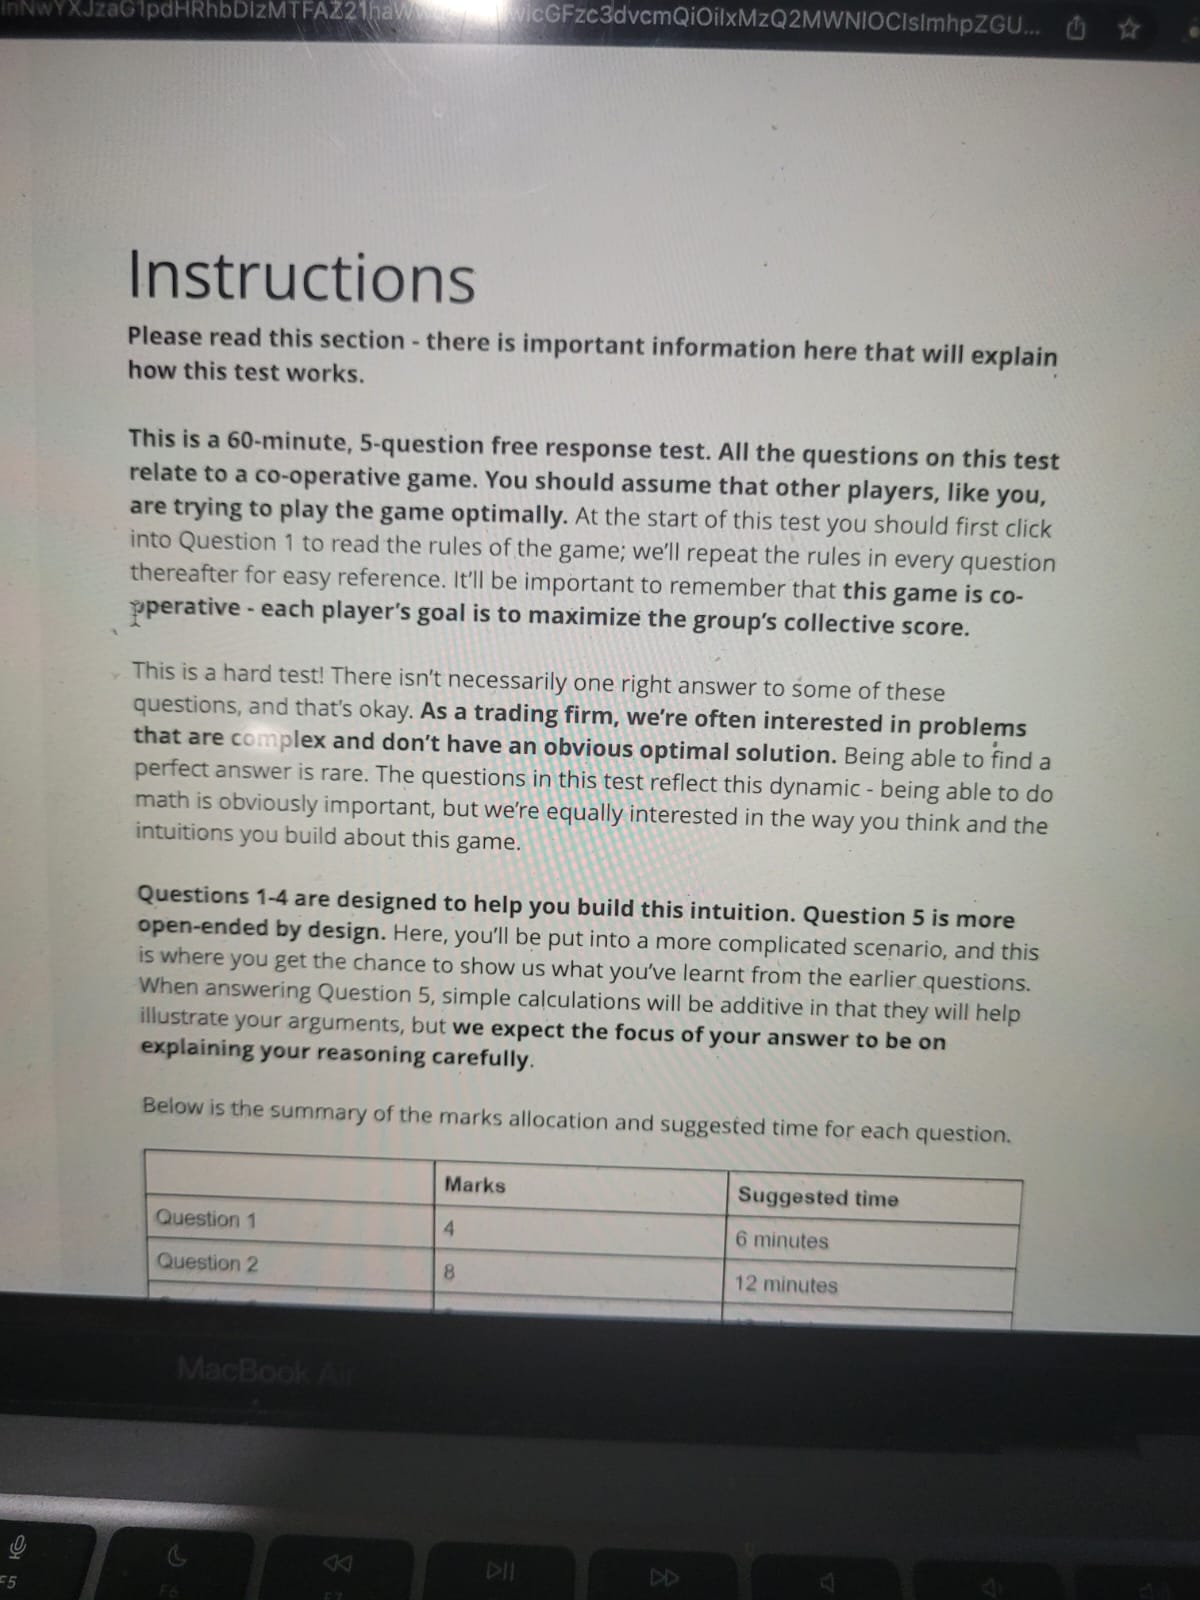 Instructions
Please read this section - there is important information here that will explain
how this test works.
This is a 60-minute, 5-question free response test. All the questions on this test
relate to a co-operative game. You should assume that other players, like you,
are trying to play the game optimally. At the start of this test you should first click
into Question 1 to read the rules of the game; we'll repeat the rules in every question
thereafter for easy reference. It'll be important to remember that this game is co-
operative - each player's goal is to maximize the group's collective score.
This is a hard test! There isn't necessarily one right answer to some of these
questions, and that's okay. As a trading firm, we're often interested in problems
that are complex and don't have an obvious optimal solution. Being able to find a
perfect answer is rare. The questions in this test reflect this dynamic - being able to do
math is obviously important, but we're equally interested in the way you think and the
intuitions you build about this game.
Questions 1-4 are designed to help you build this intuition. Question 5 is more
open-ended by design. Here, you'll be put into a more complicated scenario, and this
is where you get the chance to show us what you've learnt from the earlier questions.
When answering Question 5, simple calculations will be additive in that they will help
illustrate your arguments, but we expect the focus of your answer to be on
explaining your reasoning carefully.
Below is the summary of the marks allocation and suggested time for each question.
Marks Suggested time
Question 1 4 6 minutes
Question 2 8 12 minutes
MacBook Air
F5 F6 F7